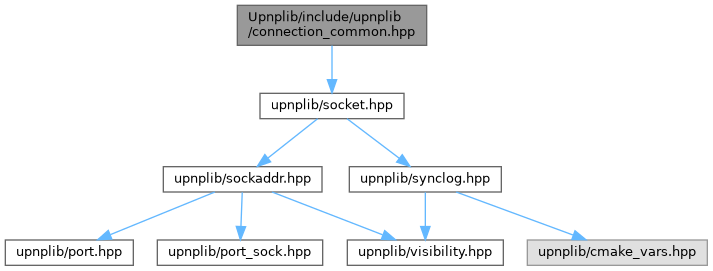 Upnplib/include/upnplib
/connection_common.hpp
upnplib/socket.hpp
upnplib/sockaddr.hpp
upnplib/synclog.hpp
upnplib/port.hpp
upnplib/port_sock.hpp
upnplib/visibility.hpp
upnplib/cmake_vars.hpp